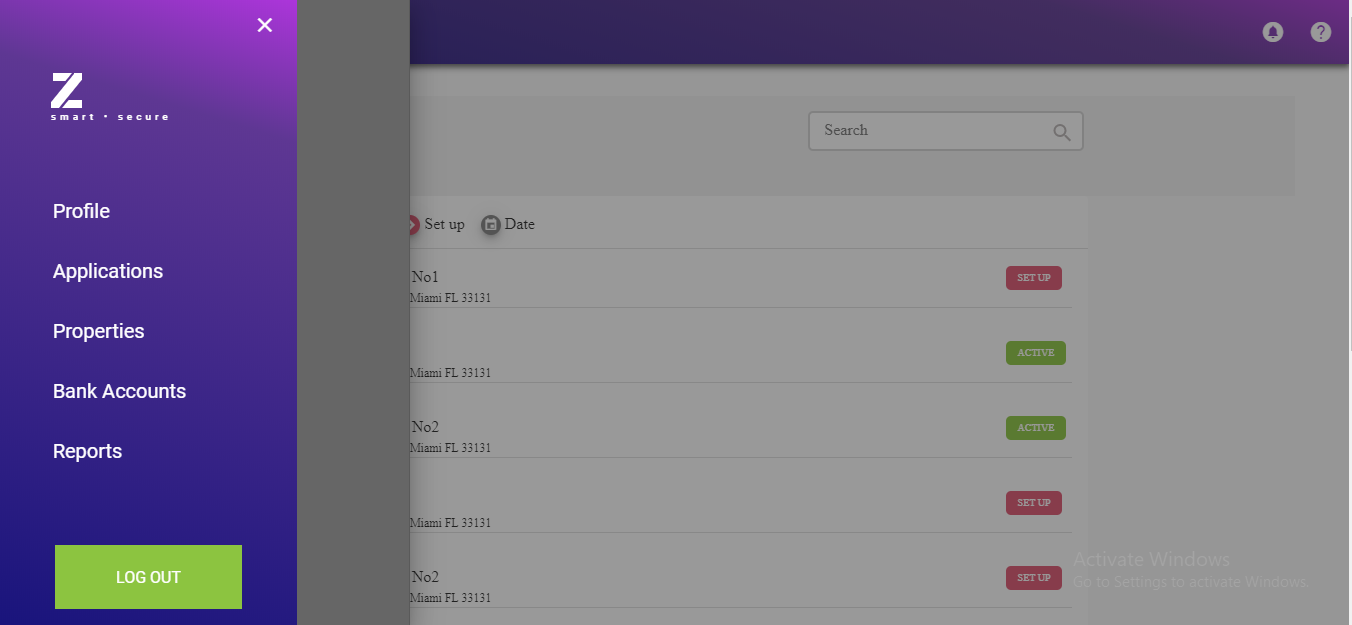 Z
smart • secure
Profile
Applications
Properties
Bank Accounts
Reports
LOG OUT
Search
Set up Date
No1
Miami FL 33131
SET UP
Miami FL 33131
ACTIVE
No2
Miami FL 33131
ACTIVE
Miami FL 33131
SET UP
No2
Miami FL 33131
SET UP
Activate Windows
Go to Settings to activate Windows.